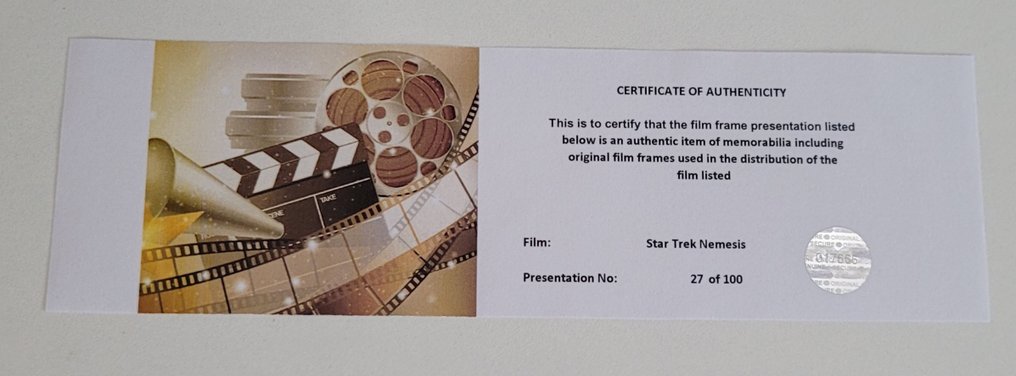 CERTIFICATE OF AUTHENTICITY
This is to certify that the film frame presentation listed
below is an authentic item of memorabilia including
original film frames used in the distribution of the
film listed
Film: Star Trek Nemesis
Presentation No: 27 of 100
TAKE
ORIGINAL